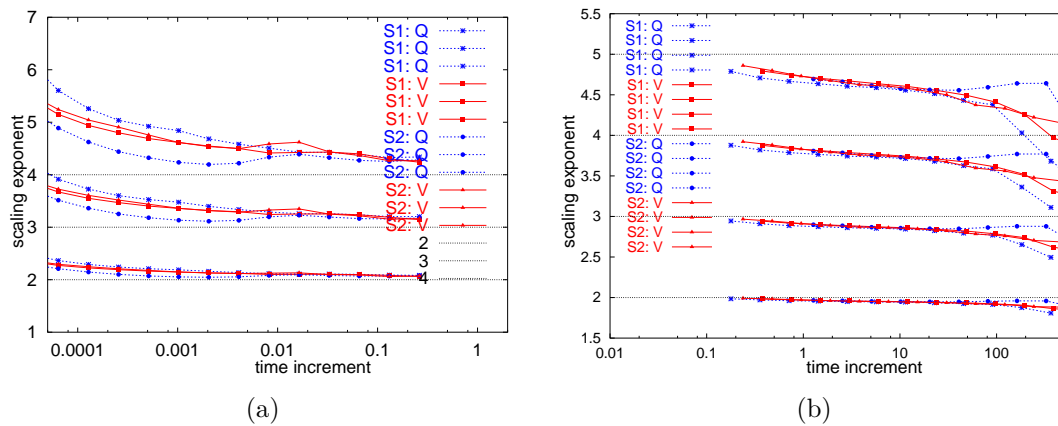 7
6
5
4
3
2
1
scaling exponent
0.0001
0.001
0.01
0.1
1
time increment
S1: Q
S1: Q
S1: Q
S1: V
S1: V
S1: V
S2: Q
S2: Q
S2: Q
S2: V
S2: V
S2: V
2
3
4
(a)
5.5
5
4.5
4
3.5
3
2.5
2
1.5
scaling exponent
0.01
0.1
1
10
100
time increment
S1: Q
S1: Q
S1: Q
S1: Q
S1: V
S1: V
S1: V
S1: V
S2: Q
S2: Q
S2: Q
S2: Q
S2: V
S2: V
S2: V
S2: V
(b)